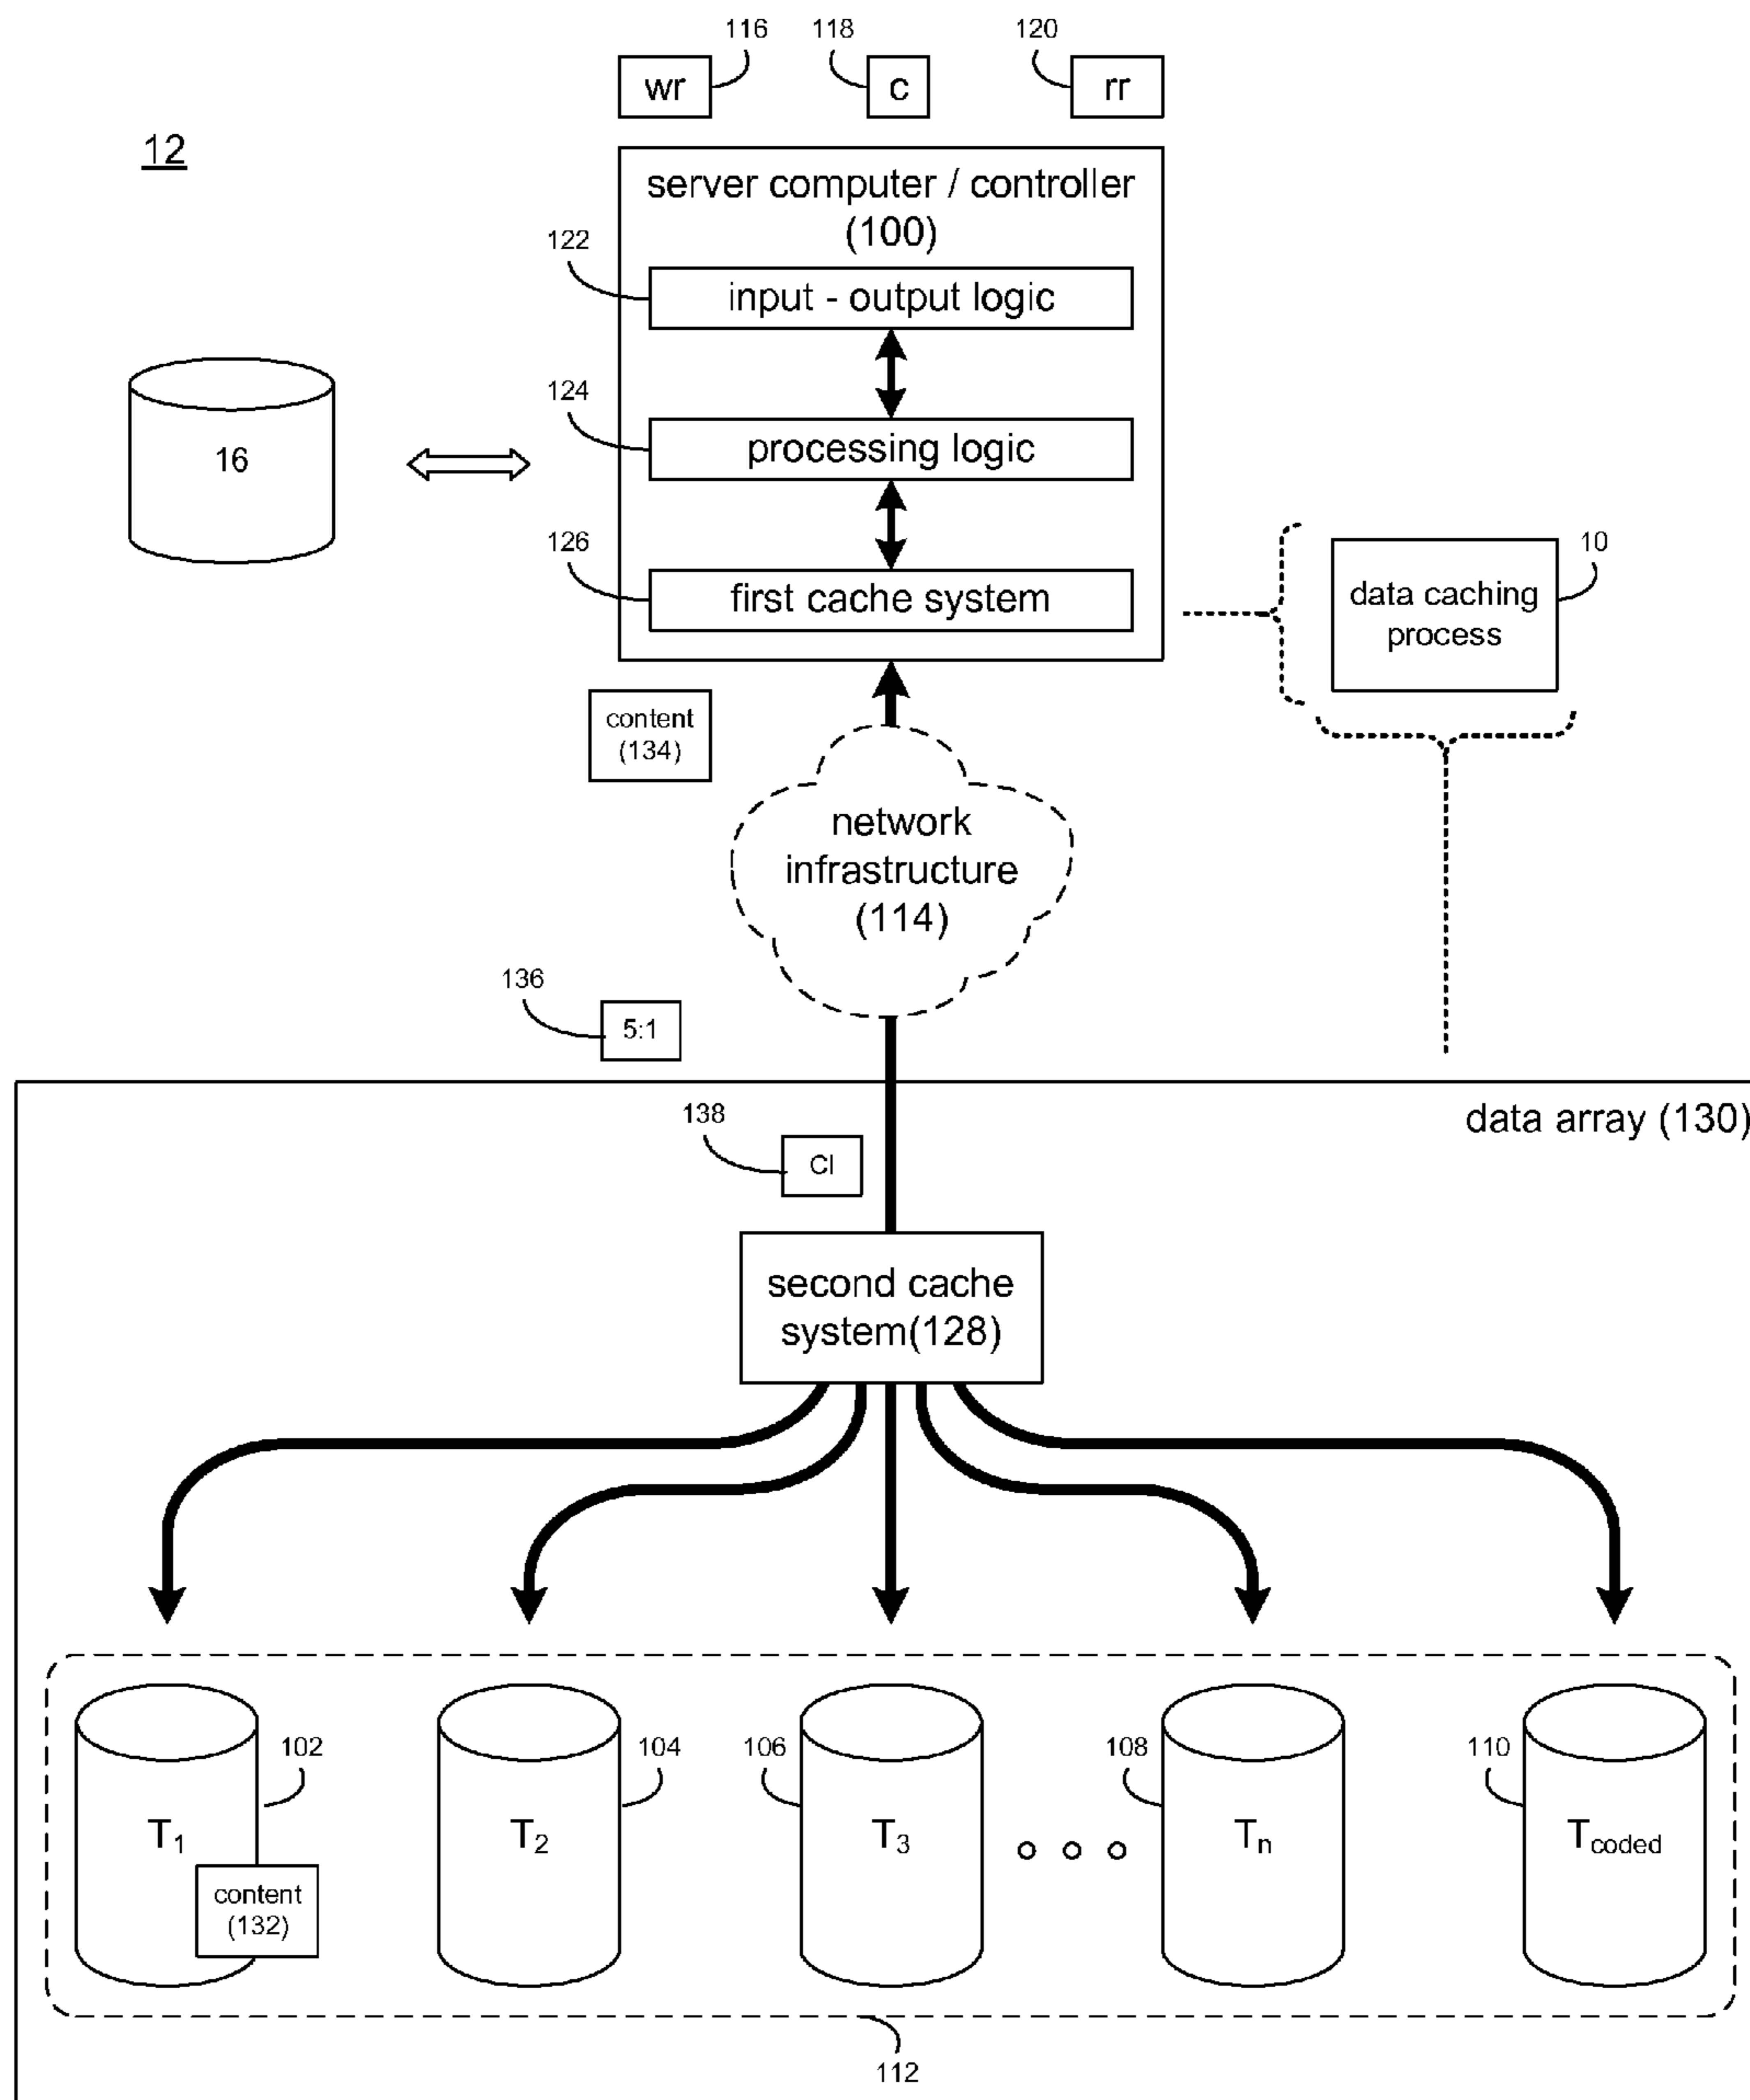 116
118
120
wr
c
rr
12
server computer / controller
(100)
122
input - output logic
124
processing logic
16
126
first cache system
10
data caching
process
content
(134)
network
infrastructure
(114)
136
5:1
data array (130)
138
CI
second cache
system(128)
102
104
106
108
110
T1
T2
T3
Tn
Tcoded
content
(132)
112